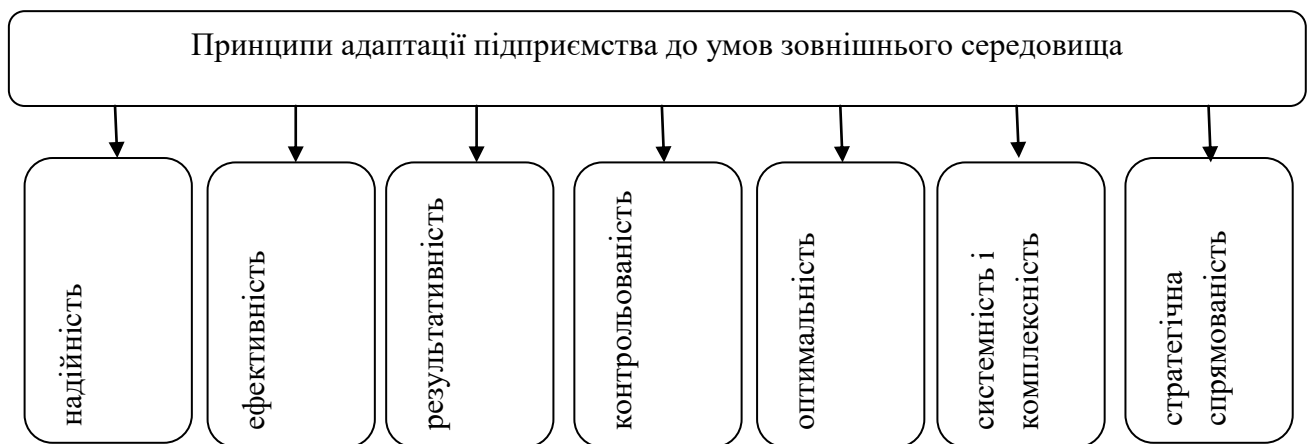 Принципи адаптації підприємства до умов зовнішнього середовища
надійність
ефективність
результативність
контрольованість
оптимальність
системність і
комплексність
стратегічна
спрямованість